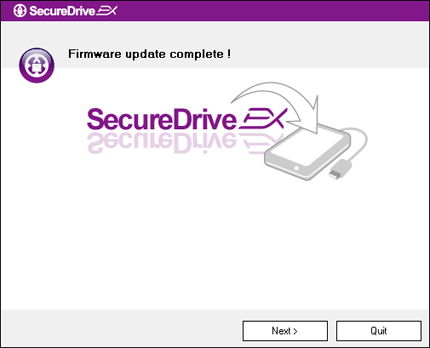 SecureDrive EX
Firmware update complete !
SecureDrive EX
Next >
Quit